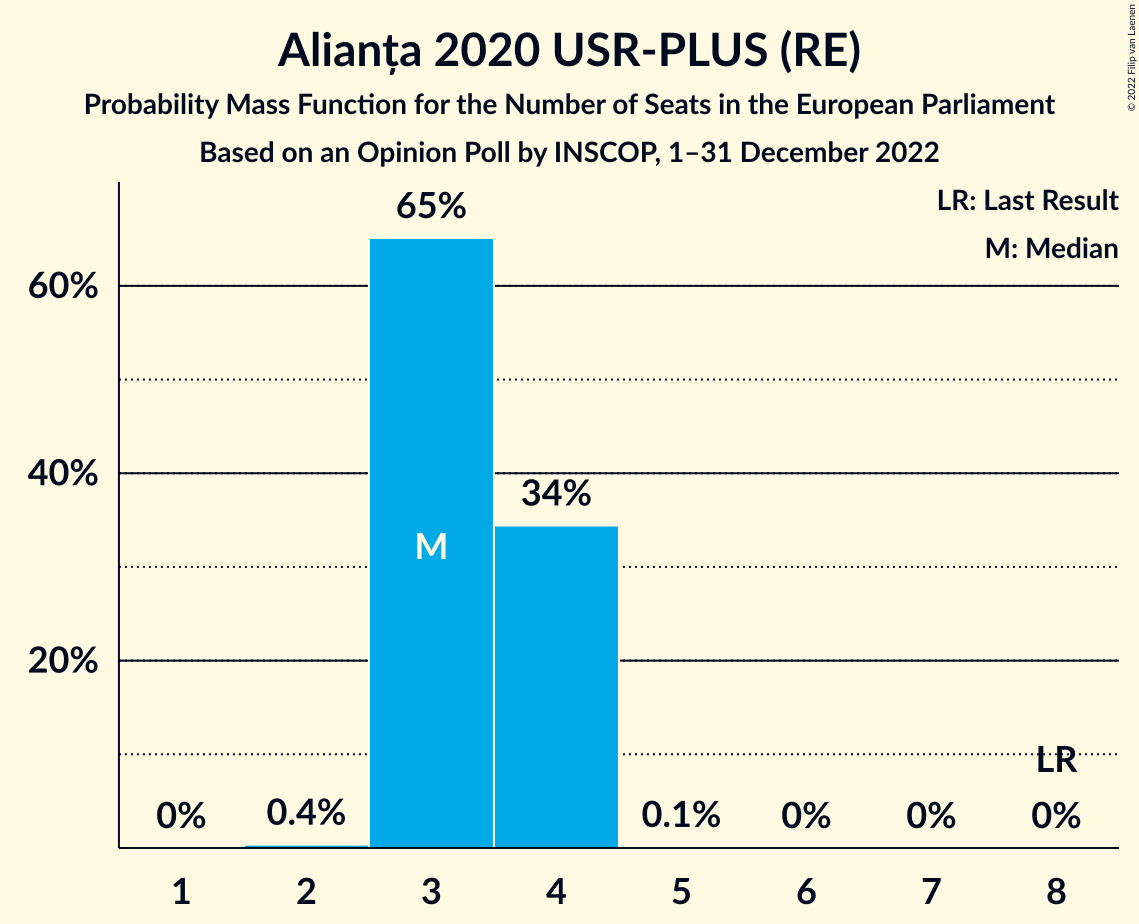 Alianța 2020 USR-PLUS (RE)
Probability Mass Function for the Number of Seats in the European Parliament
Based on an Opinion Poll by INSCOP, 1–31 December 2022
© 2022 Filip van Laenen
LR: Last Result
M: Median
65%
60%
40%
34%
M
20%
LR
0% 0.4% 0.1% 0% 0% 0%
1 2 3 4 5 6 7 8